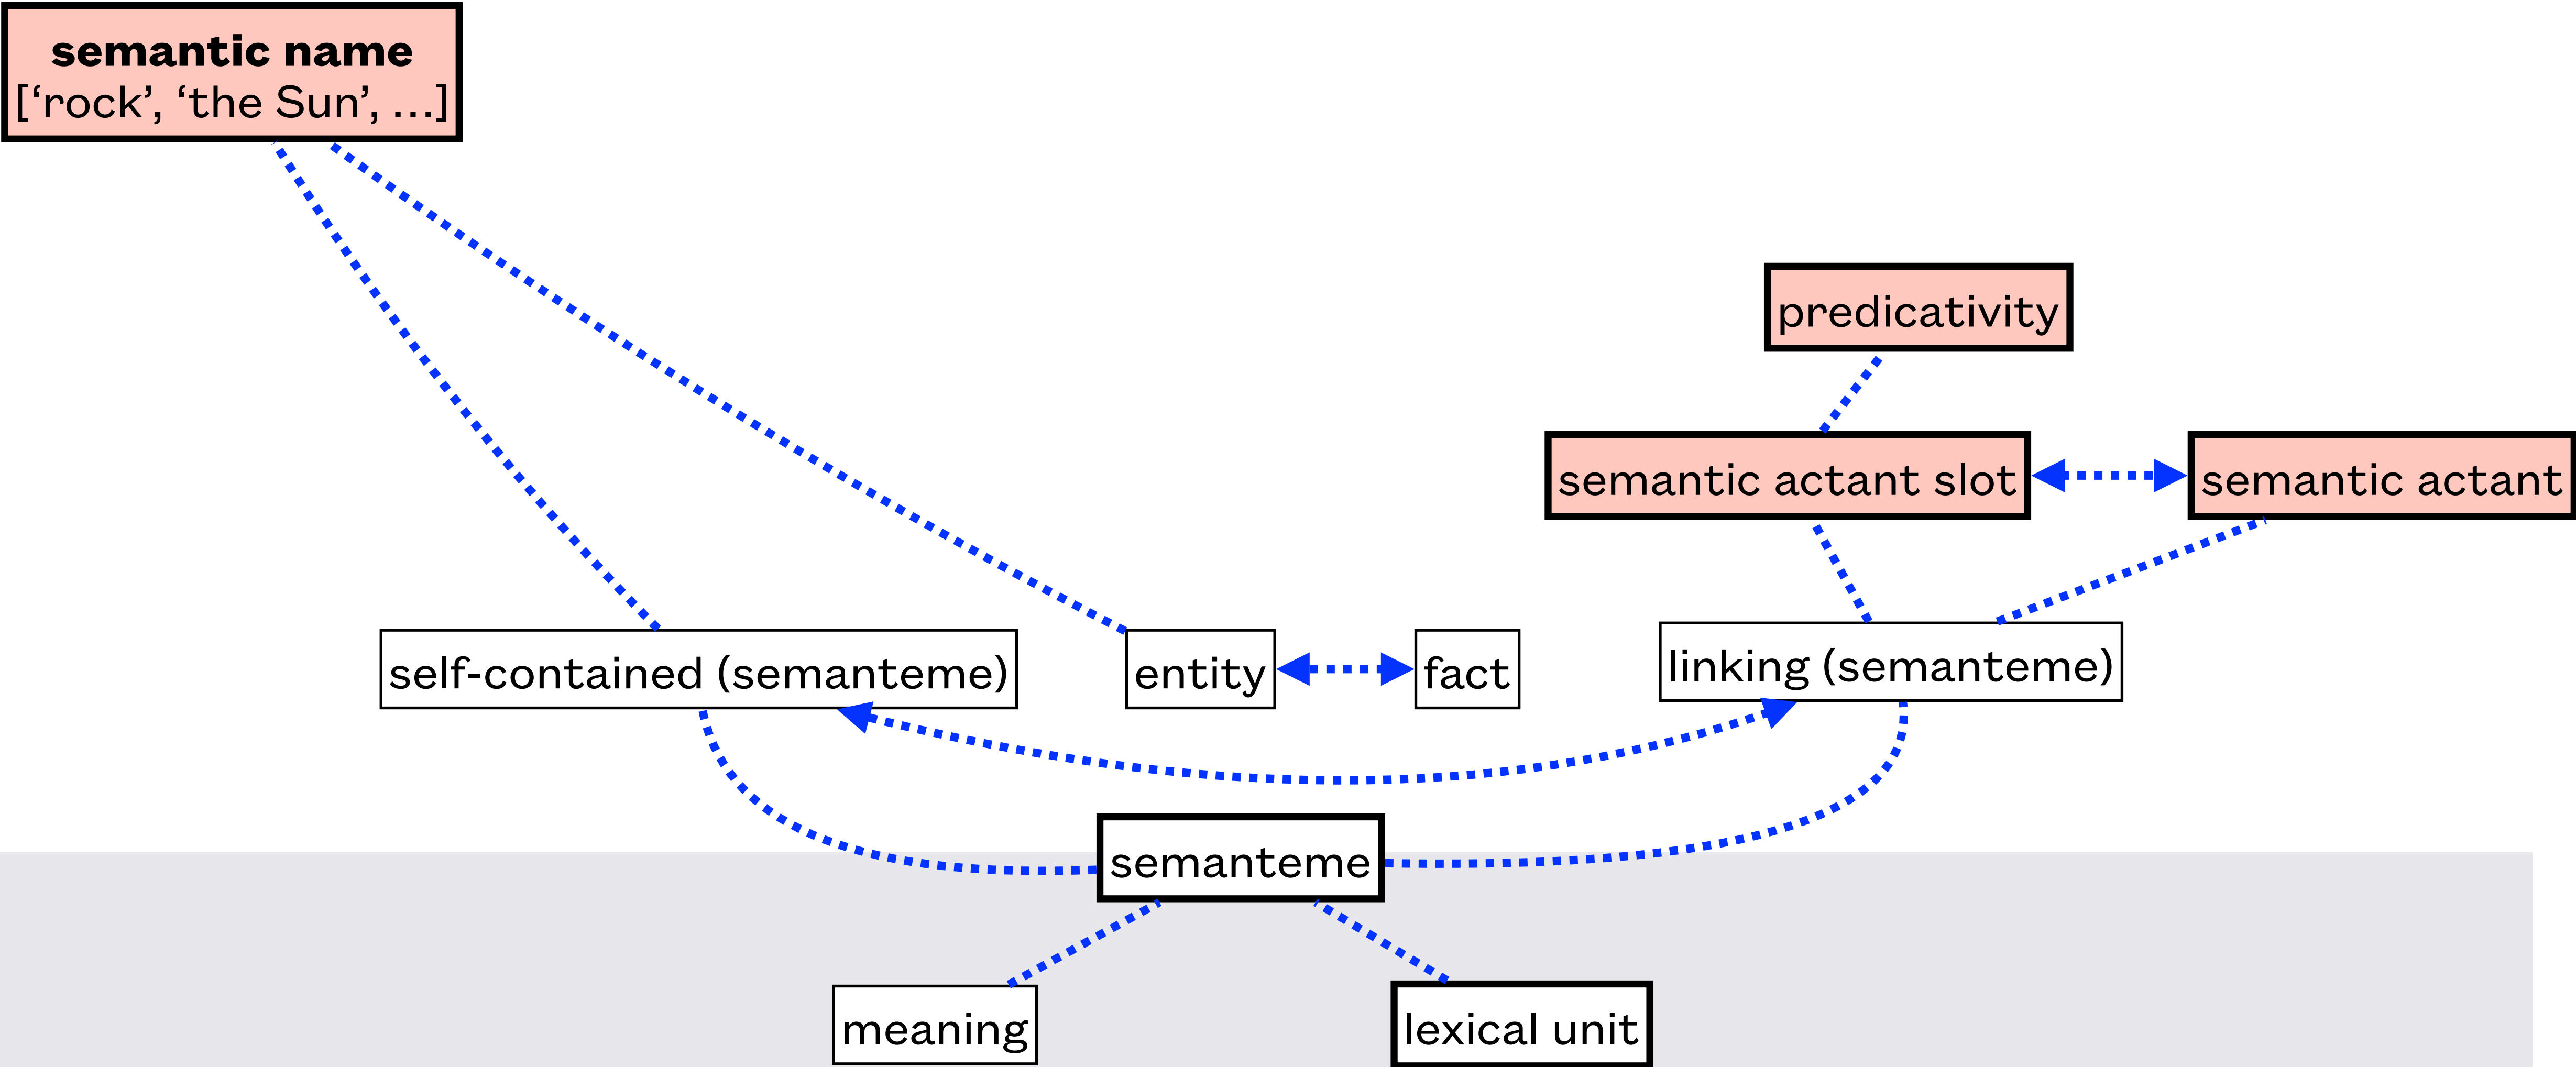 semantic name
[‘rock’, ‘the Sun’, …]
predicativity
semantic actant slot
semantic actant
self-contained (semanteme)
entity
fact
linking (semanteme)
semanteme
meaning
lexical unit